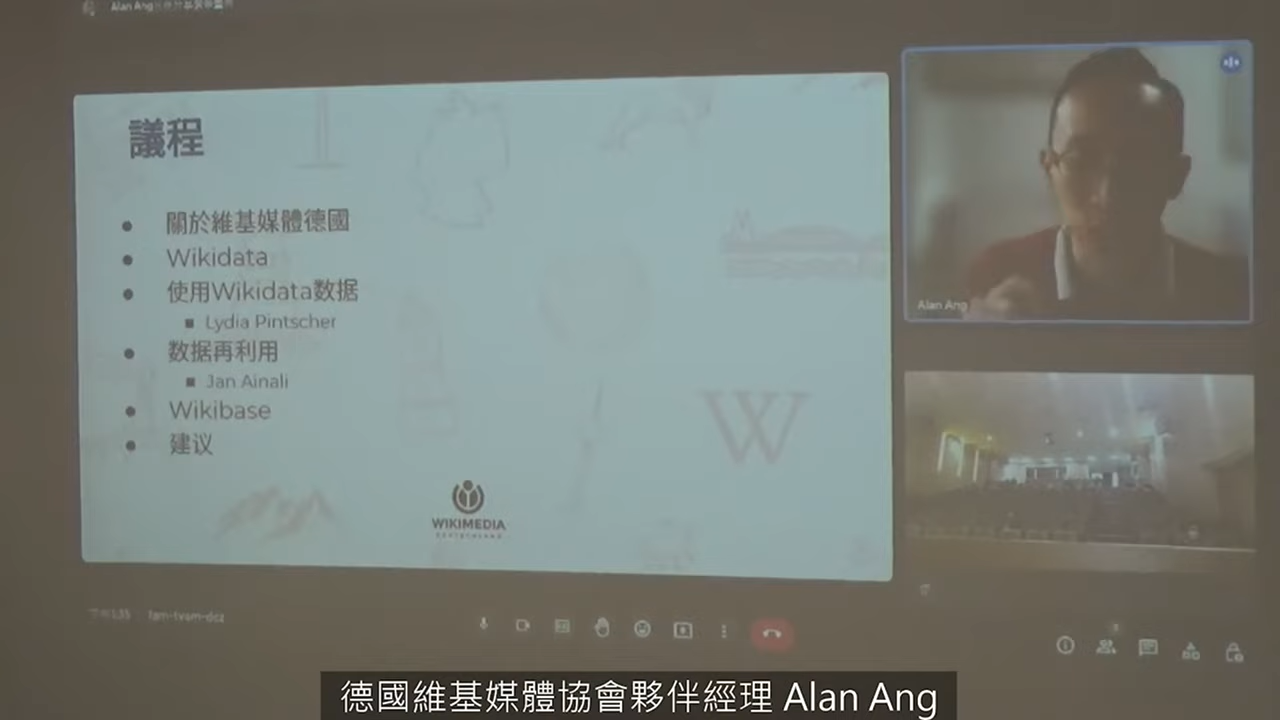 Alan Ang
議程
關於維基媒體德國
Wikidata
使用Wikidata数据
Lydia Pintscher
数据再利用
Jan Ainali
Wikibase
建议
W
WIKIMEDIA
DEUTSCHLAND
Alan Ang
德國維基媒體協會夥伴經理 Alan Ang